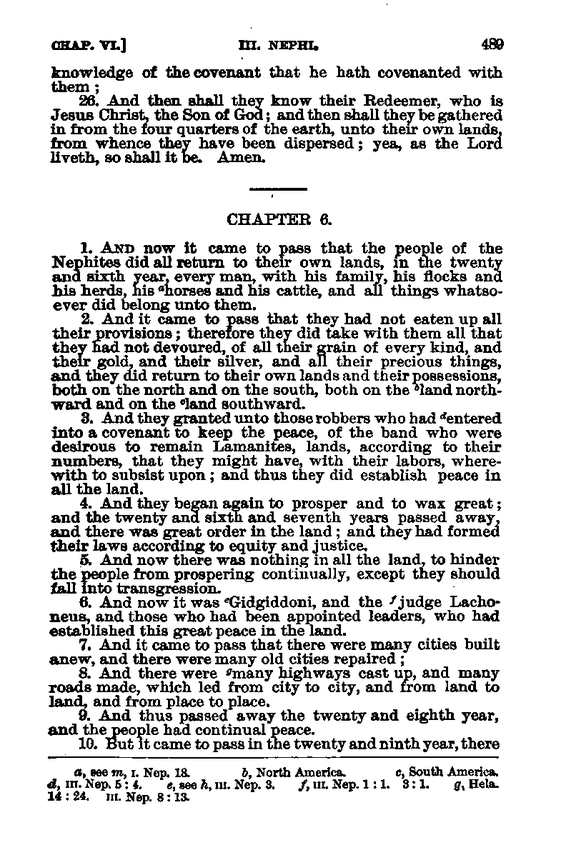 CHAP. VI.] III. NEPHI. 489
knowledge of the covenant that he hath covenanted with
them;
26. And then shall they know their Redeemer, who is
Jesus Christ, the Son of God; and then shall they be gathered
in from the four quarters of the earth, unto their own lands,
from whence they have been dispersed; yea, as the Lord
liveth, so shall it be. Amen.
CHAPTER 6.
1. AND now it came to pass that the people of the
Nephites did all return to their own lands, in the twenty
and sixth year, every man, with his family, his flocks and
his herds, his ᵃhorses and his cattle, and all things whatso-
ever did belong unto them.
2. And it came to pass that they had not eaten up all
their provisions; therefore they did take with them all that
they had not devoured, of all their grain of every kind, and
their gold, and their silver, and all their precious things,
and they did return to their own lands and their possessions,
both on the north and on the south, both on the ᵇland north-
ward and on the ᶜland southward.
3. And they granted unto those robbers who had ᵈentered
into a covenant to keep the peace, of the band who were
desirous to remain Lamanites, lands, according to their
numbers, that they might have, with their labors, where-
with to subsist upon; and thus they did establish peace in
all the land.
4. And they began again to prosper and to wax great;
and the twenty and sixth and seventh years passed away,
and there was great order in the land; and they had formed
their laws according to equity and justice.
5. And now there was nothing in all the land, to hinder
the people from prospering continually, except they should
fall into transgression.
6. And now it was ᵉGidgiddoni, and the ᶠjudge Lacho-
neus, and those who had been appointed leaders, who had
established this great peace in the land.
7. And it came to pass that there were many cities built
anew, and there were many old cities repaired;
8. And there were ᵍmany highways cast up, and many
roads made, which led from city to city, and from land to
land, and from place to place.
9. And thus passed away the twenty and eighth year,
and the people had continual peace.
10. But it came to pass in the twenty and ninth year, there
a, see m, I. Nep. 18. b, North America. c, South America.
d, III. Nep. 5:4. e, see h, III. Nep. 3. f, III. Nep. 1:1. 3:1. g, Hela.
14:24. III. Nep. 8:13.